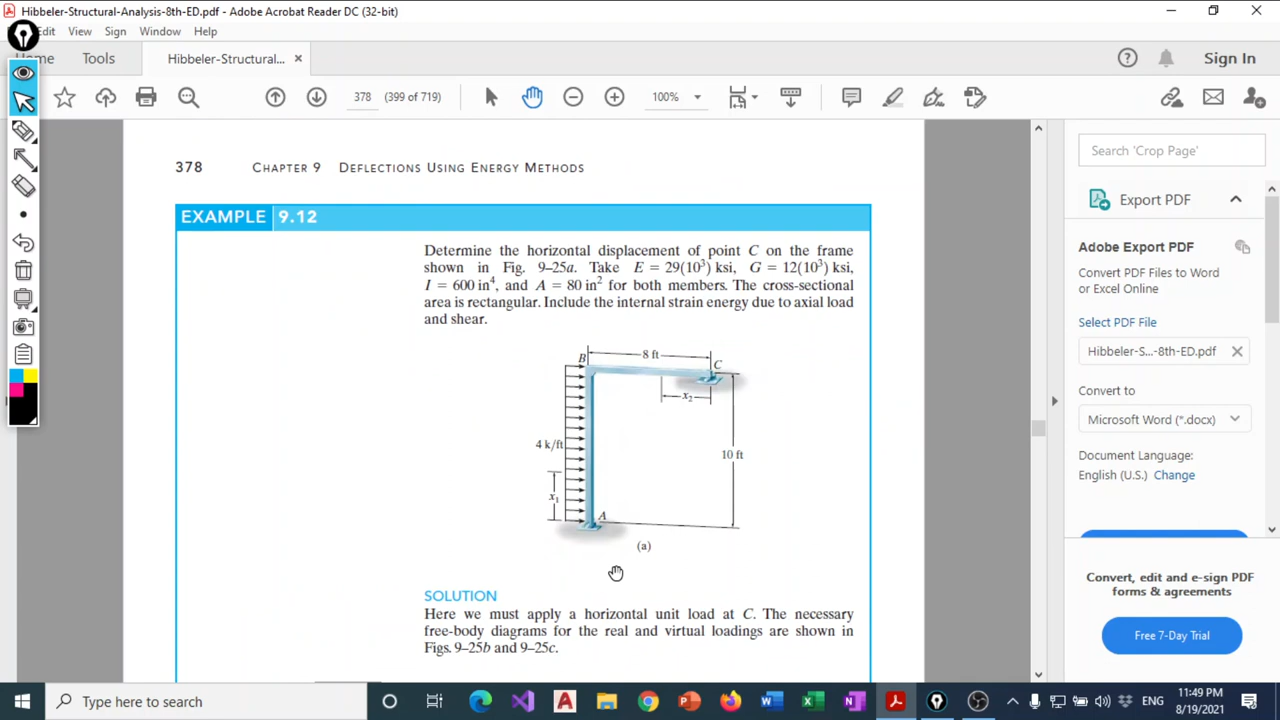 Hibbeler-Structural-Analysis-8th-ED.pdf - Adobe Acrobat Reader DC (32-bit)
Edit View Sign Window Help
Home Tools Hibbeler-Structural...
Sign In
378 (399 of 719) 100%
378 CHAPTER 9 DEFLECTIONS USING ENERGY METHODS
EXAMPLE 9.12
Determine the horizontal displacement of point C on the frame
shown in Fig. 9–25a. Take E = 29(10³) ksi, G = 12(10³) ksi,
I = 600 in⁴, and A = 80 in² for both members. The cross-sectional
area is rectangular. Include the internal strain energy due to axial load
and shear.
8 ft
B
C
x₂
4 k/ft
10 ft
x₁
A
(a)
SOLUTION
Here we must apply a horizontal unit load at C. The necessary
free-body diagrams for the real and virtual loadings are shown in
Figs. 9–25b and 9–25c.
Search 'Crop Page'
Export PDF
Adobe Export PDF
Convert PDF Files to Word
or Excel Online
Select PDF File
Hibbeler-S...-8th-ED.pdf
Convert to
Microsoft Word (*.docx)
Document Language:
English (U.S.) Change
Convert, edit and e-sign PDF
forms & agreements
Free 7-Day Trial
Type here to search
ENG
11:49 PM
8/19/2021